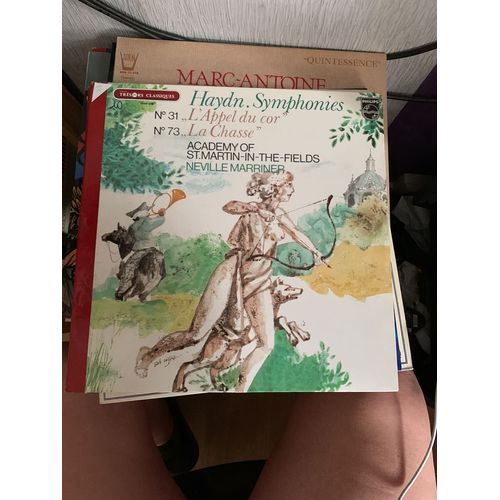 "QUINTESSENCE"
MARC-ANTOINE
TRÉSORS CLASSIQUES
PHILIPS
Haydn. Symphonies
Nº 31 „L'Appel du cor"
Nº 73 „La Chasse"
ACADEMY OF
ST. MARTIN-IN-THE-FIELDS
NEVILLE MARRINER